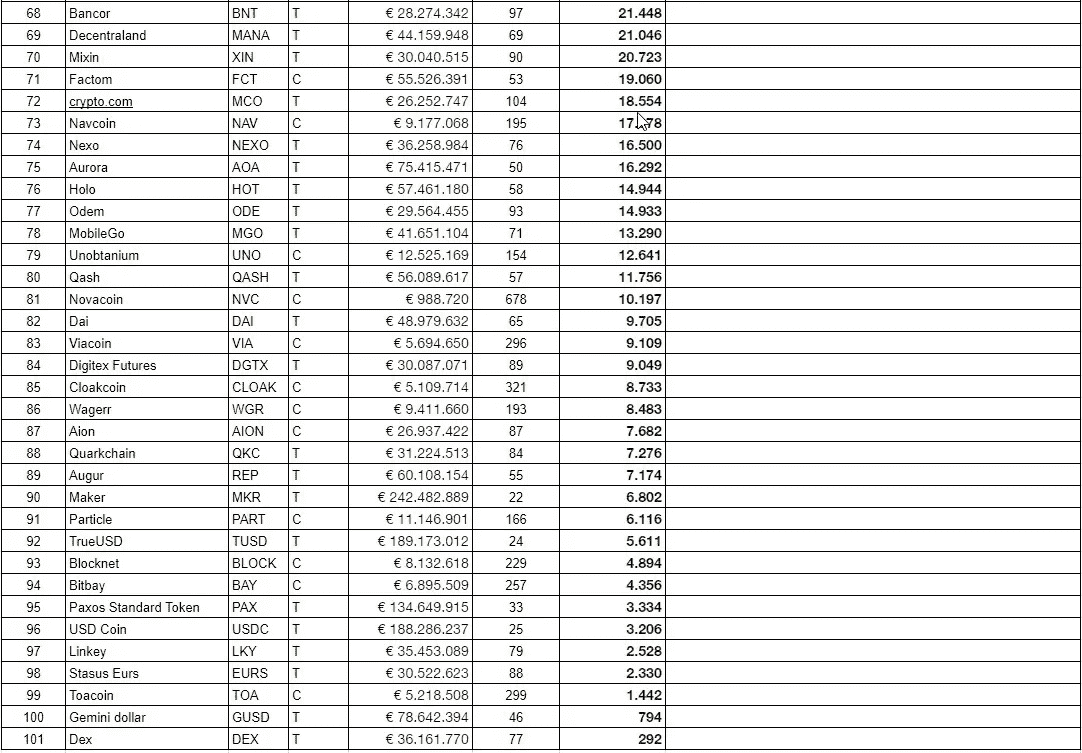 68 Bancor BNT T € 28.274.342 97 21.448
69 Decentraland MANA T € 44.159.948 69 21.046
70 Mixin XIN T € 30.040.515 90 20.723
71 Factom FCT C € 55.526.391 53 19.060
72 crypto.com MCO T € 26.252.747 104 18.554
73 Navcoin NAV C € 9.177.068 195
74 Nexo NEXO T € 36.258.984 76 16.500
75 Aurora AOA T € 75.415.471 50 16.292
76 Holo HOT T € 57.461.180 58 14.944
77 Odem ODE T € 29.564.455 93 14.933
78 MobileGo MGO T € 41.651.104 71 13.290
79 Unobtanium UNO C € 12.525.169 154 12.641
80 Qash QASH T € 56.089.617 57 11.756
81 Novacoin NVC C € 988.720 678 10.197
82 Dai DAI T € 48.979.632 65 9.705
83 Viacoin VIA C € 5.694.650 296 9.109
84 Digitex Futures DGTX T € 30.087.071 89 9.049
85 Cloakcoin CLOAK C € 5.109.714 321 8.733
86 Wagerr WGR C € 9.411.660 193 8.483
87 Aion AION C € 26.937.422 87 7.682
88 Quarkchain QKC T € 31.224.513 84 7.276
89 Augur REP T € 60.108.154 55 7.174
90 Maker MKR T € 242.482.889 22 6.802
91 Particle PART C € 11.146.901 166 6.116
92 TrueUSD TUSD T € 189.173.012 24 5.611
93 Blocknet BLOCK C € 8.132.618 229 4.894
94 Bitbay BAY C € 6.895.509 257 4.356
95 Paxos Standard Token PAX T € 134.649.915 33 3.334
96 USD Coin USDC T € 188.286.237 25 3.206
97 Linkey LKY T € 35.453.089 79 2.528
98 Stasus Eurs EURS T € 30.522.623 88 2.330
99 Toacoin TOA C € 5.218.508 299 1.442
100 Gemini dollar GUSD T € 78.642.394 46 794
101 Dex DEX T € 36.161.770 77 292